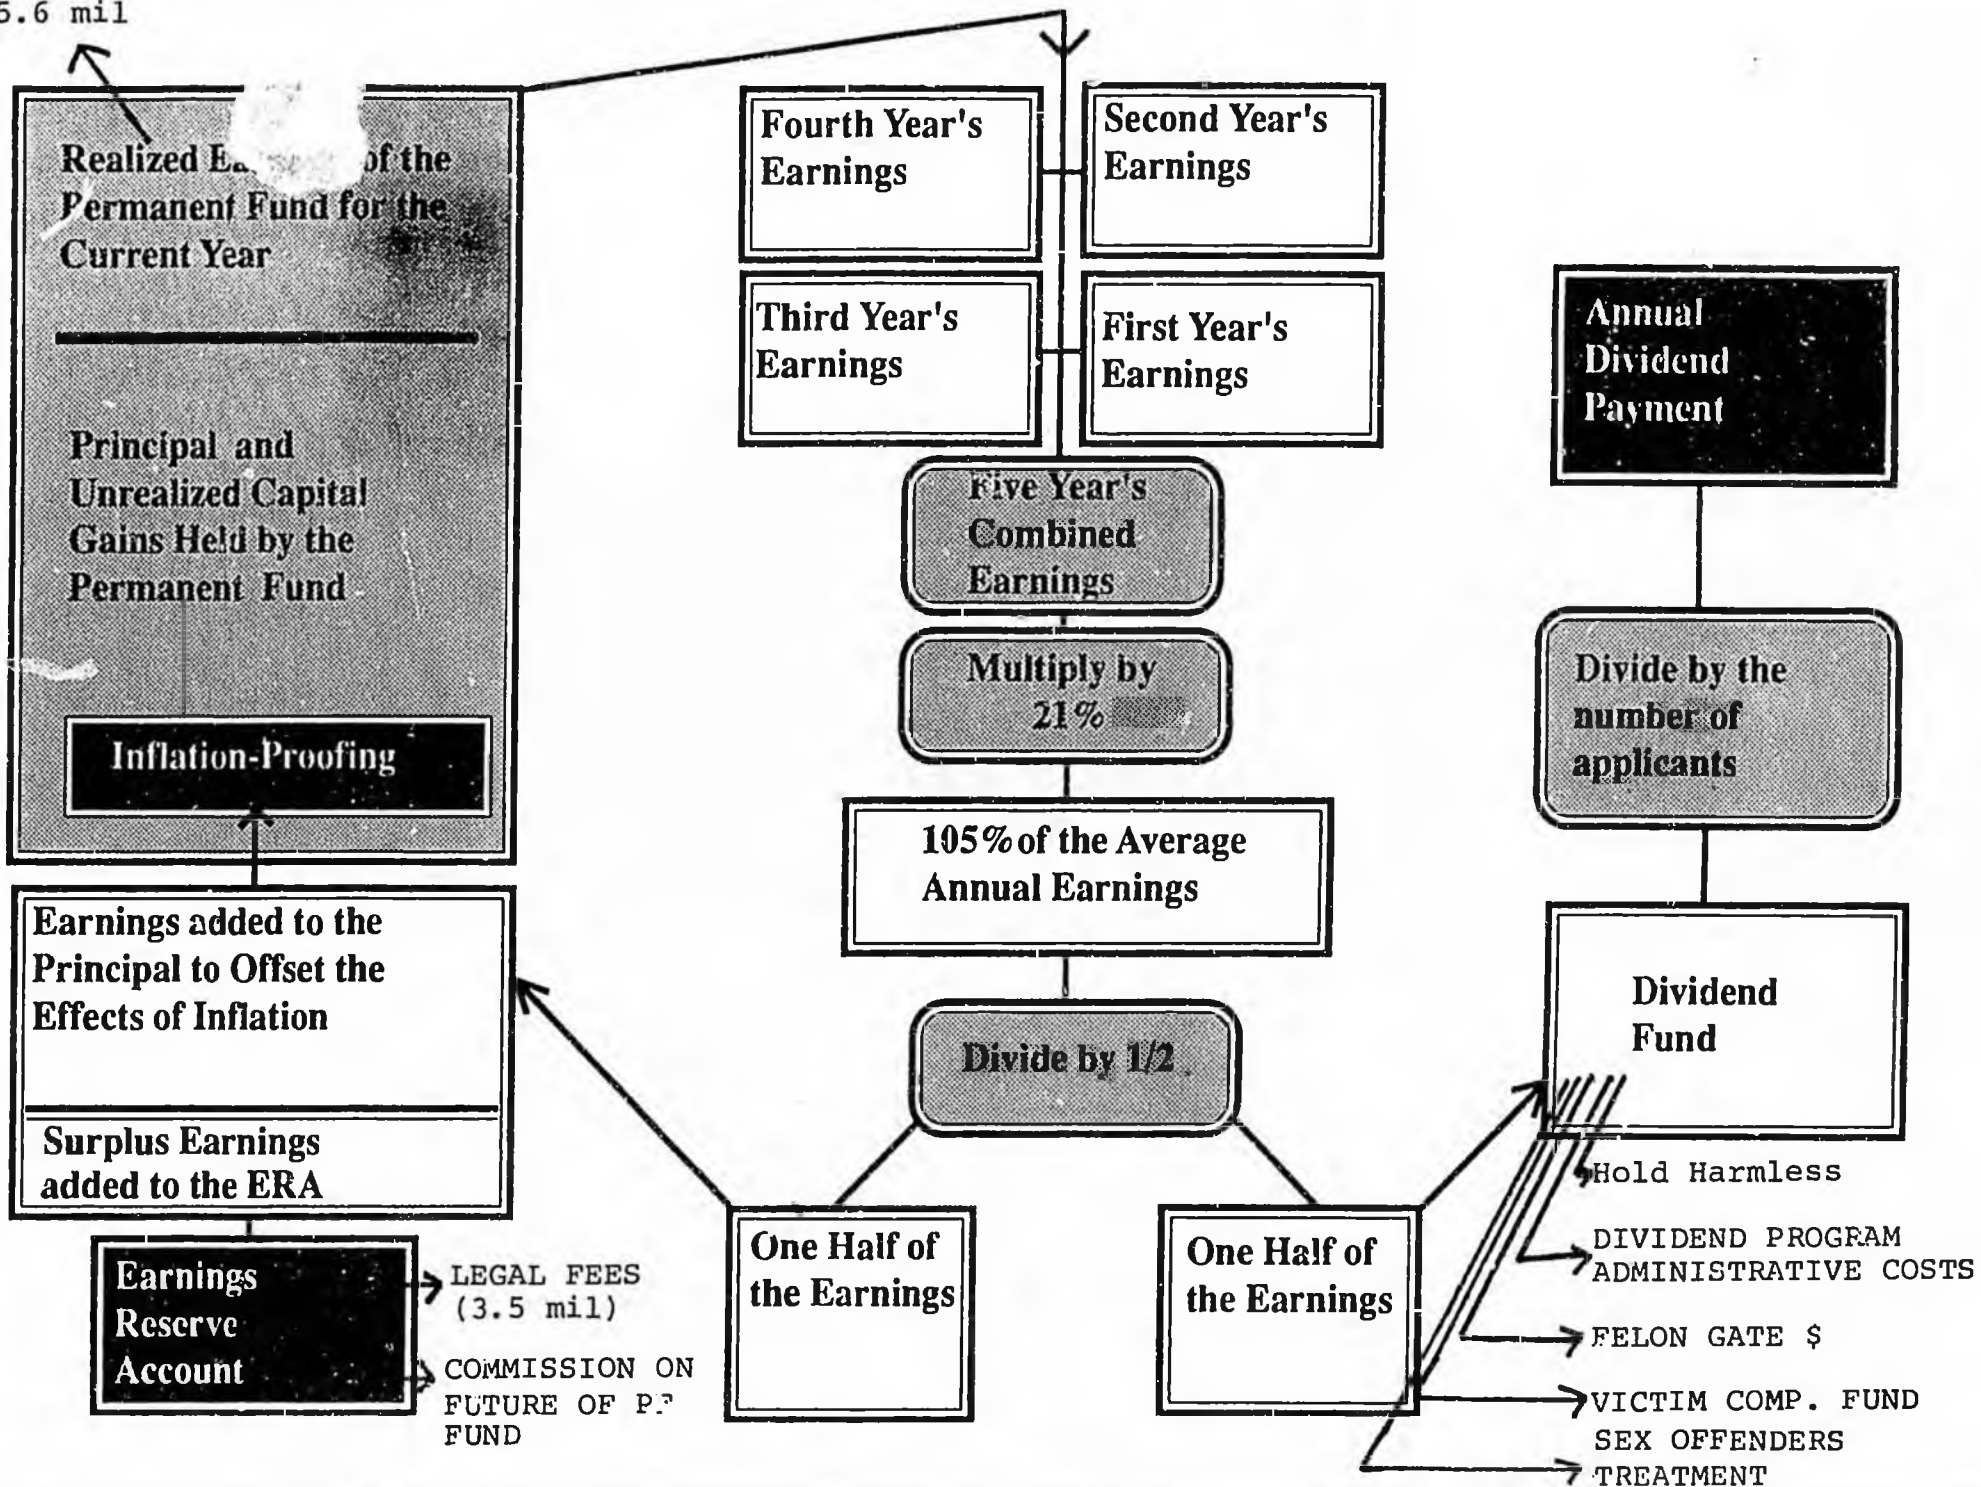 5.6 mil
Realized of the
Permanent Fund for the
Current Year
Principal and
Unrealized Capital
Gains Held by the
Permanent Fund
Inflation-Proofing
Earnings added to the
Principal to Offset the
Effects of Inflation
Surplus Earnings
added to the ERA
Earnings
Reserve
Account
LEGAL FEES
(3.5 mil)
COMMISSION ON
FUTURE OF
FUND
Fourth Year's
Earnings
Second Year's
Earnings
Third Year's
Earnings
First Year's
Earnings
Five Year's
Combined
Earnings
Multiply by
21%
105% of the Average
Annual Earnings
Divide by 1/2
One Half of
the Earnings
One Half of
the Earnings
Annual
Dividend
Payment
Divide by the
number of
applicants
Dividend
Fund
Hold Harmless
DIVIDEND PROGRAM
ADMINISTRATIVE COSTS
FELON GATE $
VICTIM COMP. FUND
SEX OFFENDERS
TREATMENT